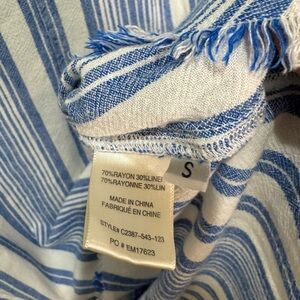 70%RAYON 30%LINEN
70%RAYONNE 30%LIN
MADE IN CHINA
FABRIQUÉ EN CHINE
STYLE# C2387-543-123
PO # EM17623
S